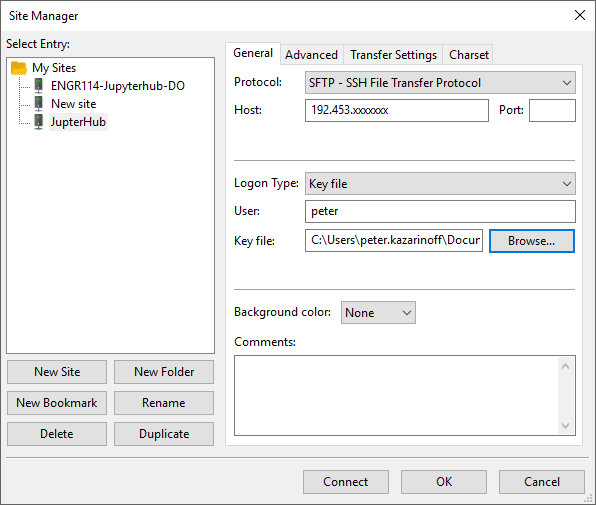 Site Manager
Select Entry:
My Sites
ENGR114-Jupyterhub-DO
New site
JupterHub
New Site
New Folder
New Bookmark
Rename
Delete
Duplicate
General
Advanced
Transfer Settings
Charset
Protocol:
SFTP - SSH File Transfer Protocol
Host:
192.453.xxxxxxx
Port:
Logon Type:
Key file
User:
peter
Key file:
C:\Users\peter.kazarinoff\Docur
Browse...
Background color:
None
Comments:
Connect
OK
Cancel